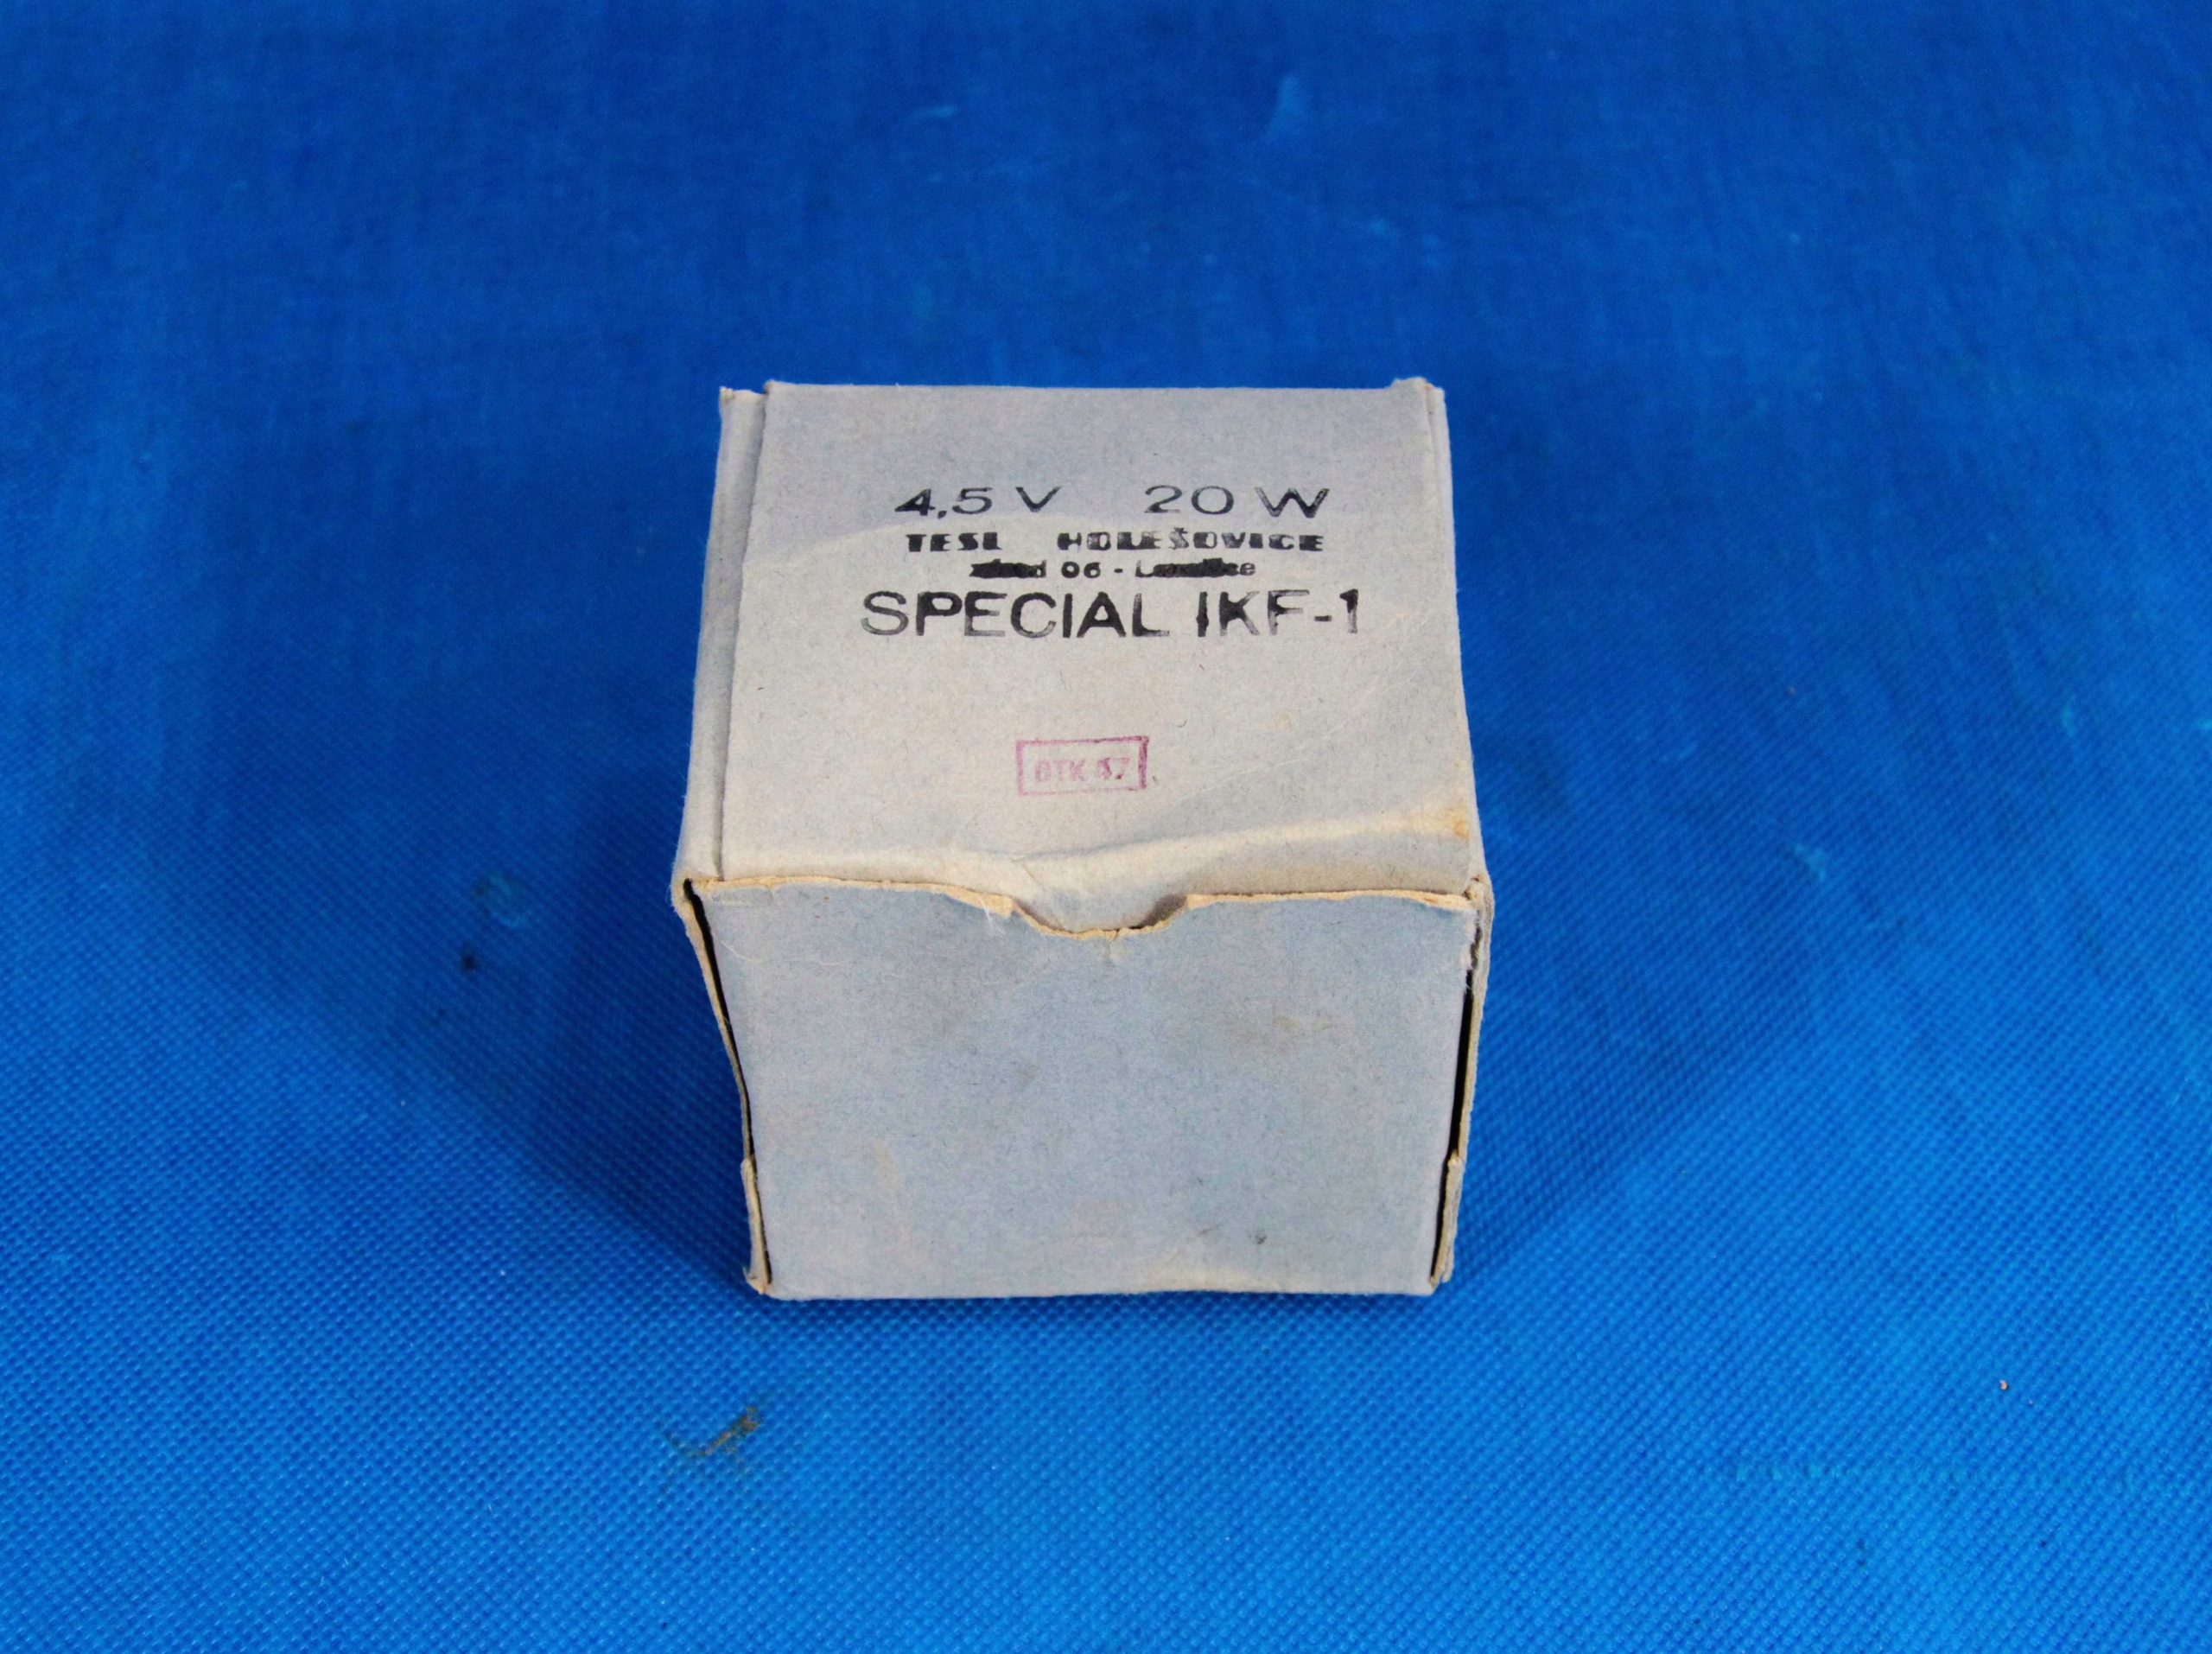 4,5 V 20 W
TESL HOLEŠOVICE
06 -
SPECIAL IKF-1
OTK 47